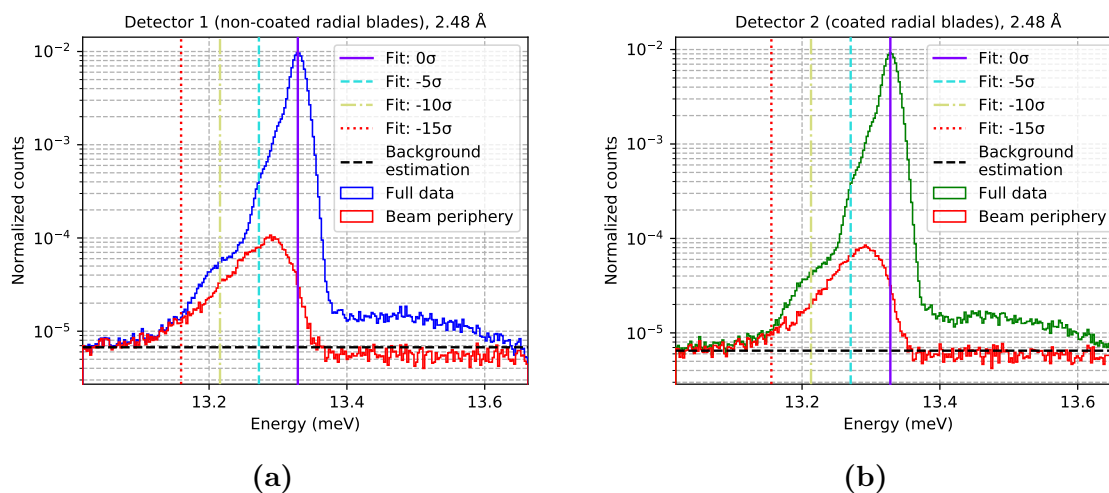 Detector 1 (non-coated radial blades), 2.48 Å
Normalized counts
10⁻²
10⁻³
10⁻⁴
10⁻⁵
Fit: 0σ
Fit: -5σ
Fit: -10σ
Fit: -15σ
Background
estimation
Full data
Beam periphery
13.2
13.4
13.6
Energy (meV)
(a)
Detector 2 (coated radial blades), 2.48 Å
Normalized counts
10⁻²
10⁻³
10⁻⁴
10⁻⁵
Fit: 0σ
Fit: -5σ
Fit: -10σ
Fit: -15σ
Background
estimation
Full data
Beam periphery
13.2
13.4
13.6
Energy (meV)
(b)